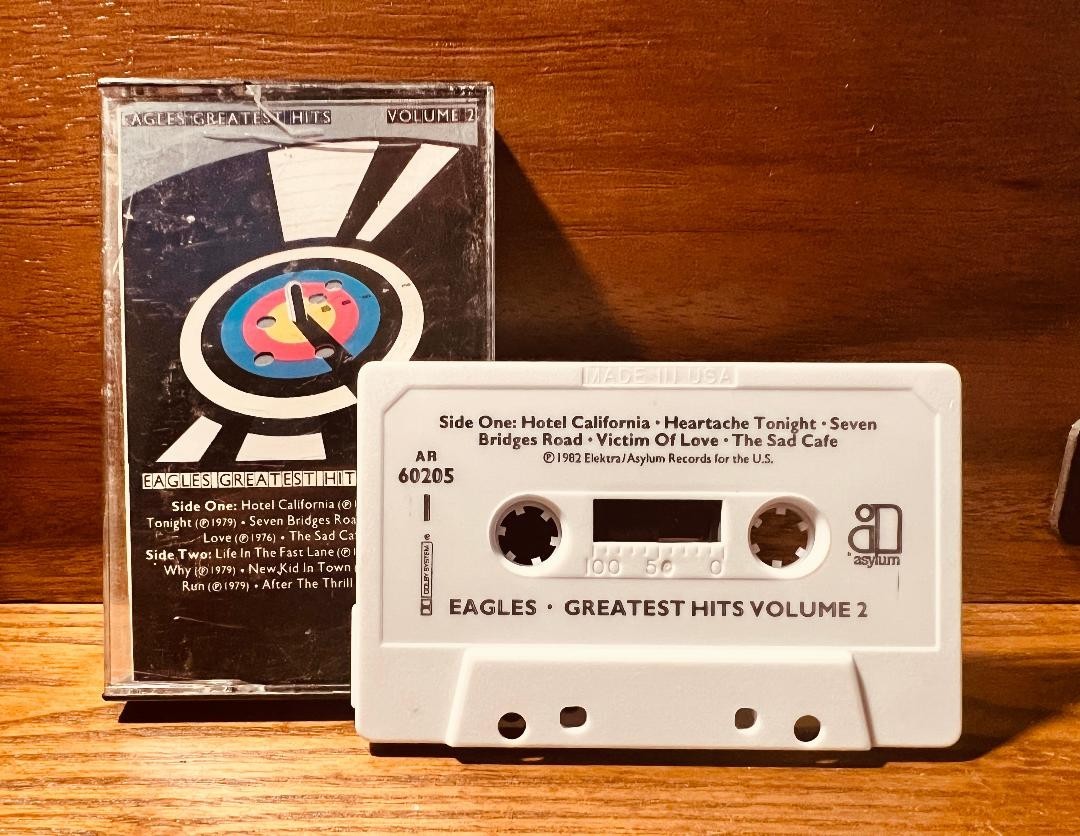 EAGLES GREATEST HITS VOLUME 2
EAGLES GREATEST HIT
Side One: Hotel California (℗
Tonight (℗1979) • Seven Bridges Roa
Love (℗1976) • The Sad Caf
Side Two: Life In The Fast Lane (℗
Why (℗1979) • New Kid In Town
Run (℗1979) • After The Thrill
MADE IN USA
Side One: Hotel California • Heartache Tonight • Seven
Bridges Road • Victim Of Love • The Sad Cafe
℗1982 Elektra/Asylum Records for the U.S.
AR
60205
DOLBY SYSTEM
100 50 0
asylum
EAGLES • GREATEST HITS VOLUME 2